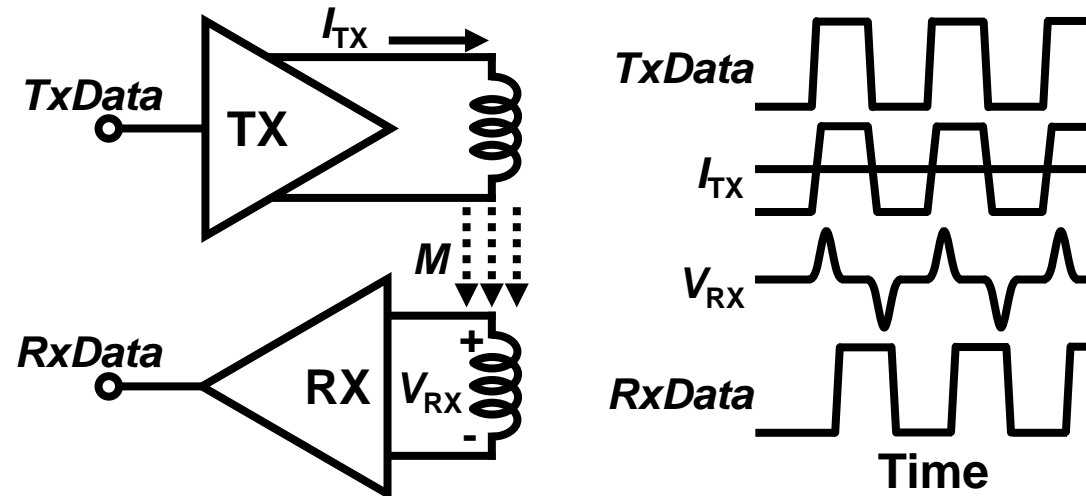 I_TX
TxData
TX
M
+
RxData
RX
V_RX
-
TxData
I_TX
V_RX
RxData
Time